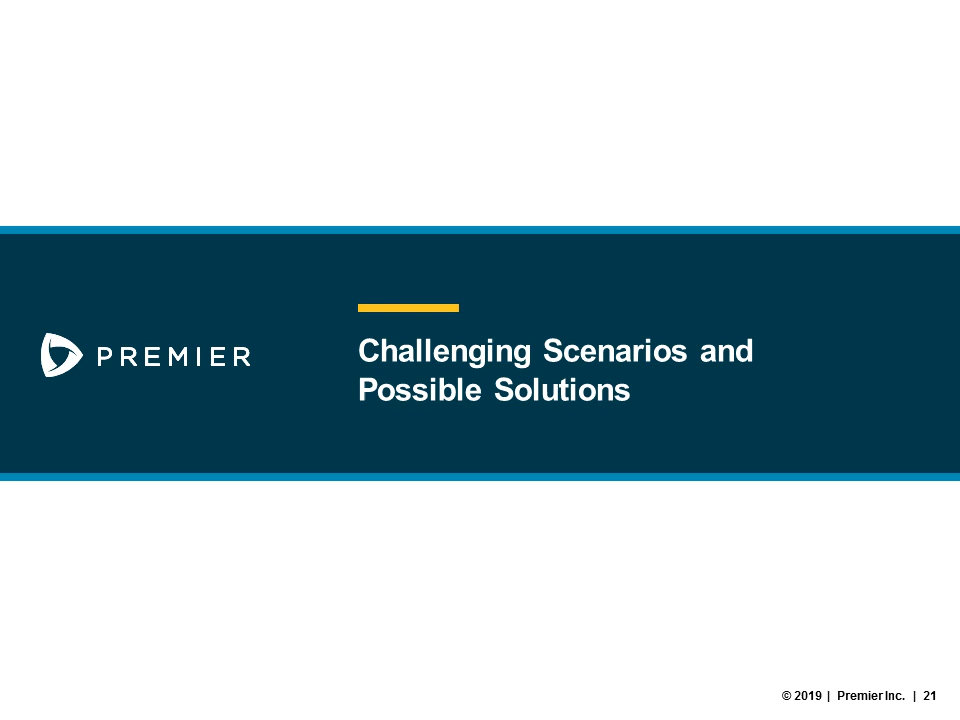 PREMIER
Challenging Scenarios and
Possible Solutions
© 2019 | Premier Inc. | 21